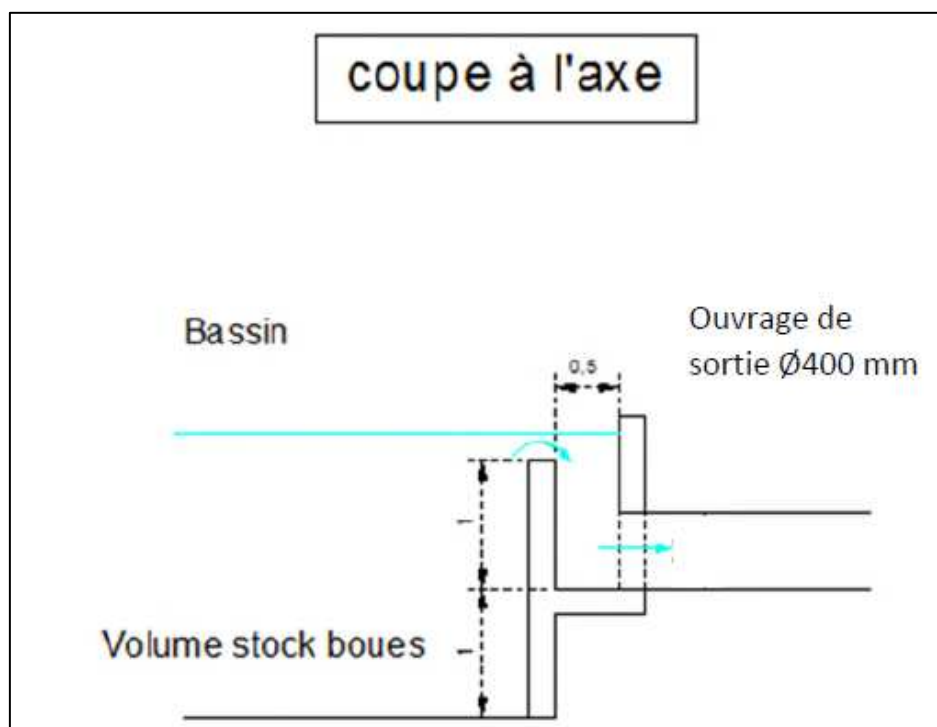 coupe à l'axe
Bassin
Ouvrage de
sortie Ø400 mm
0,5
1
Volume stock boues
1